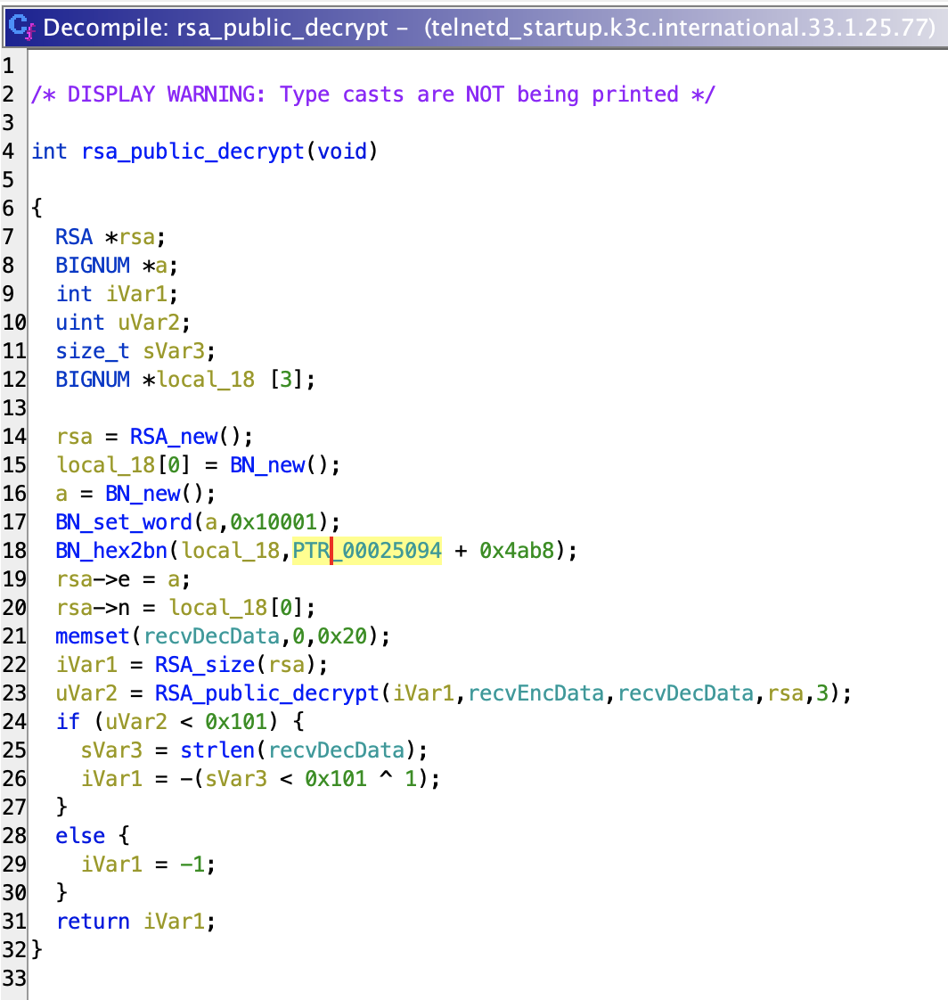 Decompile: rsa_public_decrypt – (telnetd_startup.k3c.international.33.1.25.77)
1
2 /* DISPLAY WARNING: Type casts are NOT being printed */
3
4 int rsa_public_decrypt(void)
5
6 {
7   RSA *rsa;
8   BIGNUM *a;
9   int iVar1;
10   uint uVar2;
11   size_t sVar3;
12   BIGNUM *local_18 [3];
13
14   rsa = RSA_new();
15   local_18[0] = BN_new();
16   a = BN_new();
17   BN_set_word(a,0x10001);
18   BN_hex2bn(local_18,PTR_00025094 + 0x4ab8);
19   rsa->e = a;
20   rsa->n = local_18[0];
21   memset(recvDecData,0,0x20);
22   iVar1 = RSA_size(rsa);
23   uVar2 = RSA_public_decrypt(iVar1,recvEncData,recvDecData,rsa,3);
24   if (uVar2 < 0x101) {
25     sVar3 = strlen(recvDecData);
26     iVar1 = -(sVar3 < 0x101 ^ 1);
27   }
28   else {
29     iVar1 = -1;
30   }
31   return iVar1;
32 }
33